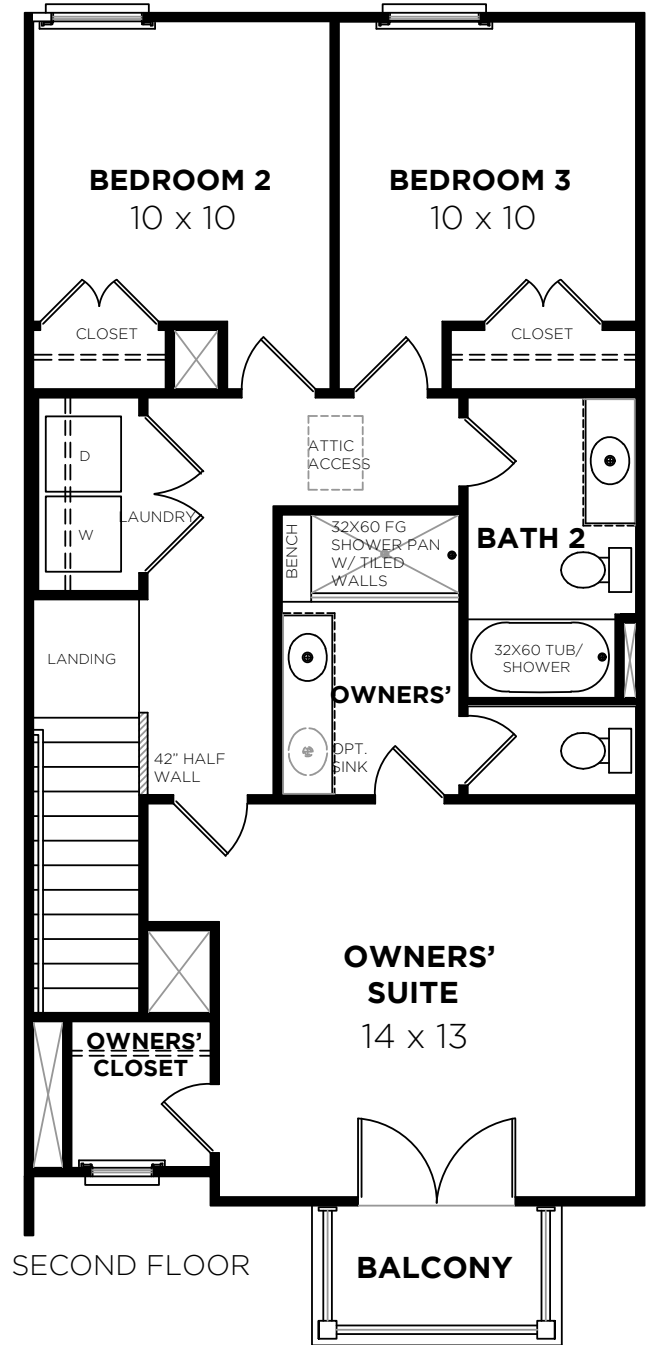 BEDROOM 2
10 x 10
BEDROOM 3
10 x 10
CLOSET
CLOSET
D
W
LAUNDRY
ATTIC
ACCESS
BENCH
32X60 FG
SHOWER PAN
W/ TILED
WALLS
BATH 2
32X60 TUB/
SHOWER
LANDING
OWNERS'
OPT.
SINK
42" HALF
WALL
OWNERS'
SUITE
14 x 13
OWNERS'
CLOSET
SECOND FLOOR
BALCONY